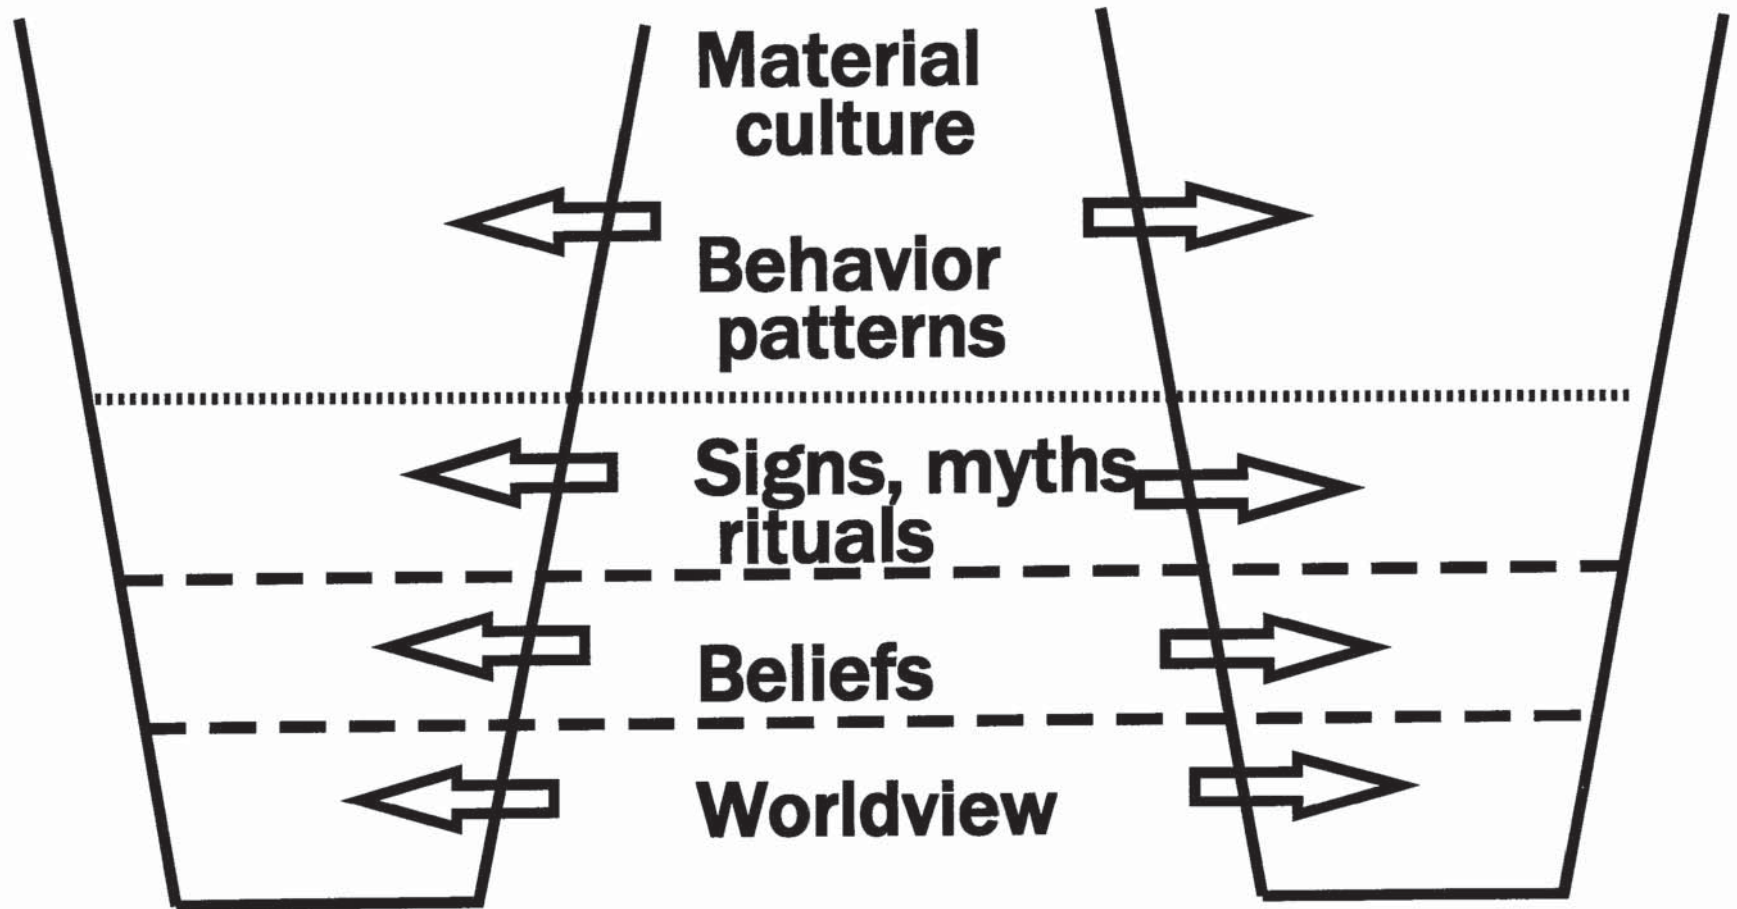 Material
culture
Behavior
patterns
Signs, myths
rituals
Beliefs
Worldview